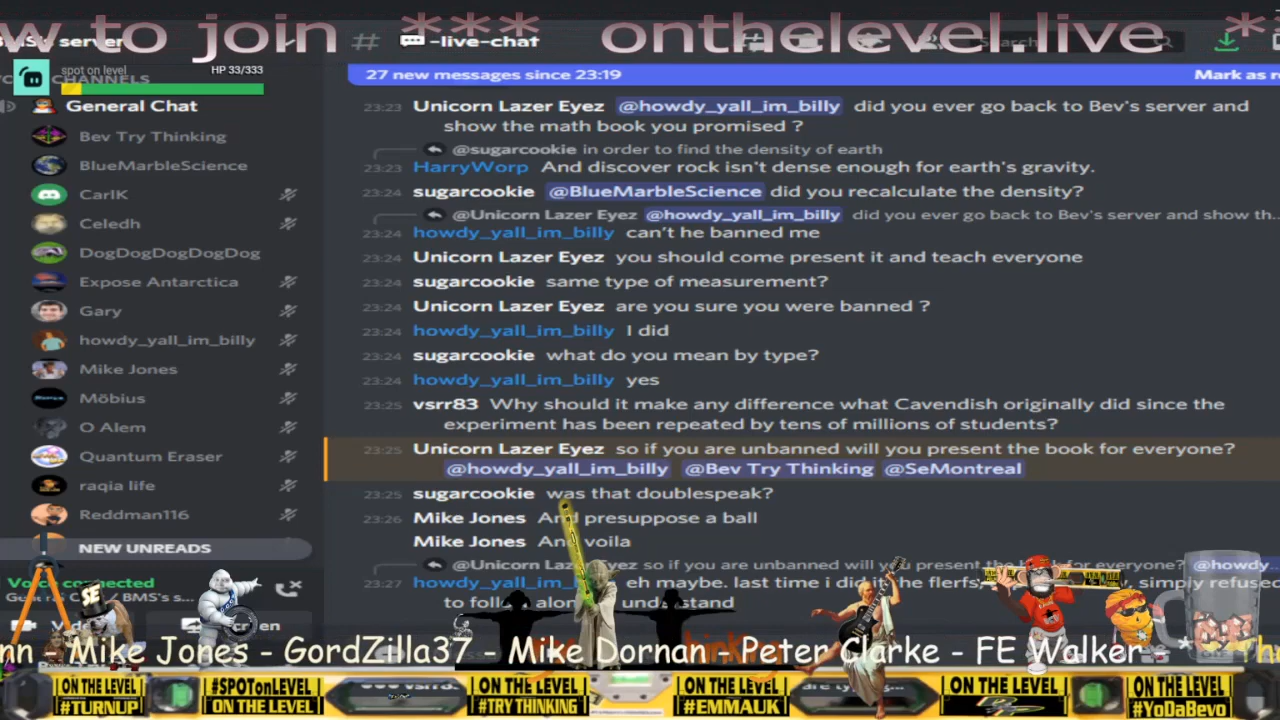 w to join *** onthelevel.live *
server
-live-chat
Search
spot on level HP 33/333
CHANNELS
27 new messages since 23:19 Mark as r
General Chat
Bev Try Thinking
BlueMarbleScience
CarlK
Celedh
DogDogDogDogDog
Expose Antarctica
Gary
howdy_yall_im_billy
Mike Jones
Möbius
O Alem
Quantum Eraser
raqia life
Reddman116
NEW UNREADS
Voice connected
BMS's s...
23:23 Unicorn Lazer Eyez @howdy_yall_im_billy did you ever go back to Bev's server and
show the math book you promised ?
@sugarcookie in order to find the density of earth
23:23 HarryWorp And discover rock isn't dense enough for earth's gravity.
23:24 sugarcookie @BlueMarbleScience did you recalculate the density?
@Unicorn Lazer Eyez @howdy_yall_im_billy did you ever go back to Bev's server and show th...
23:24 howdy_yall_im_billy can't he banned me
23:24 Unicorn Lazer Eyez you should come present it and teach everyone
23:24 sugarcookie same type of measurement?
23:24 Unicorn Lazer Eyez are you sure you were banned ?
23:24 howdy_yall_im_billy I did
23:24 sugarcookie what do you mean by type?
23:24 howdy_yall_im_billy yes
23:25 vsrr83 Why should it make any difference what Cavendish originally did since the
experiment has been repeated by tens of millions of students?
23:25 Unicorn Lazer Eyez so if you are unbanned will you present the book for everyone?
@howdy_yall_im_billy @Bev Try Thinking @SeMontreal
23:25 sugarcookie was that doublespeak?
23:26 Mike Jones And presuppose a ball
Mike Jones And voila
@Unicorn Lazer Eyez so if you are unbanned will you present the book for everyone? @howdy
23:27 howdy_yall_im_b eh maybe. last time i did it the flerfs, simply refused
to follow along understand
SE
nn - Mike Jones - GordZilla37 - Mike Dornan - Peter Clarke - FE Walker - *
ON THE LEVEL
#TURNUP
#SPOTonLEVEL
ON THE LEVEL
ON THE LEVEL
#TRY THINKING
ON THE LEVEL
#EMMAUK
ON THE LEVEL
ON THE LEVEL
#YoDaBevo